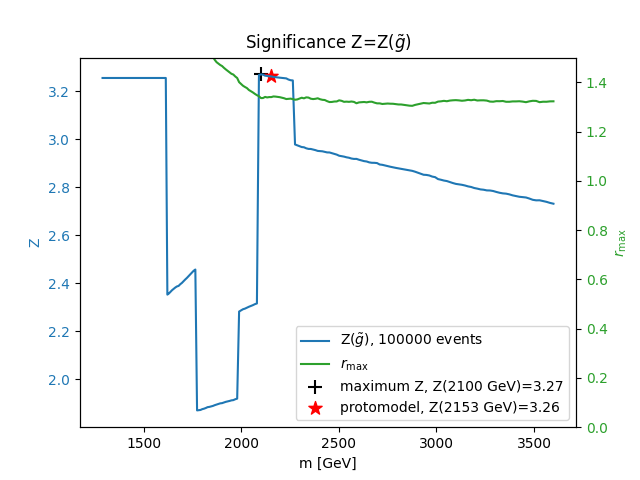 Significance Z=Z(g̃)
3.2
3.0
2.8
2.6
2.4
2.2
2.0
Z
1.4
1.2
1.0
0.8
0.6
0.4
0.2
0.0
r_max
Z(g̃), 100000 events
r_max
maximum Z, Z(2100 GeV)=3.27
protomodel, Z(2153 GeV)=3.26
1500 2000 2500 3000 3500
m [GeV]